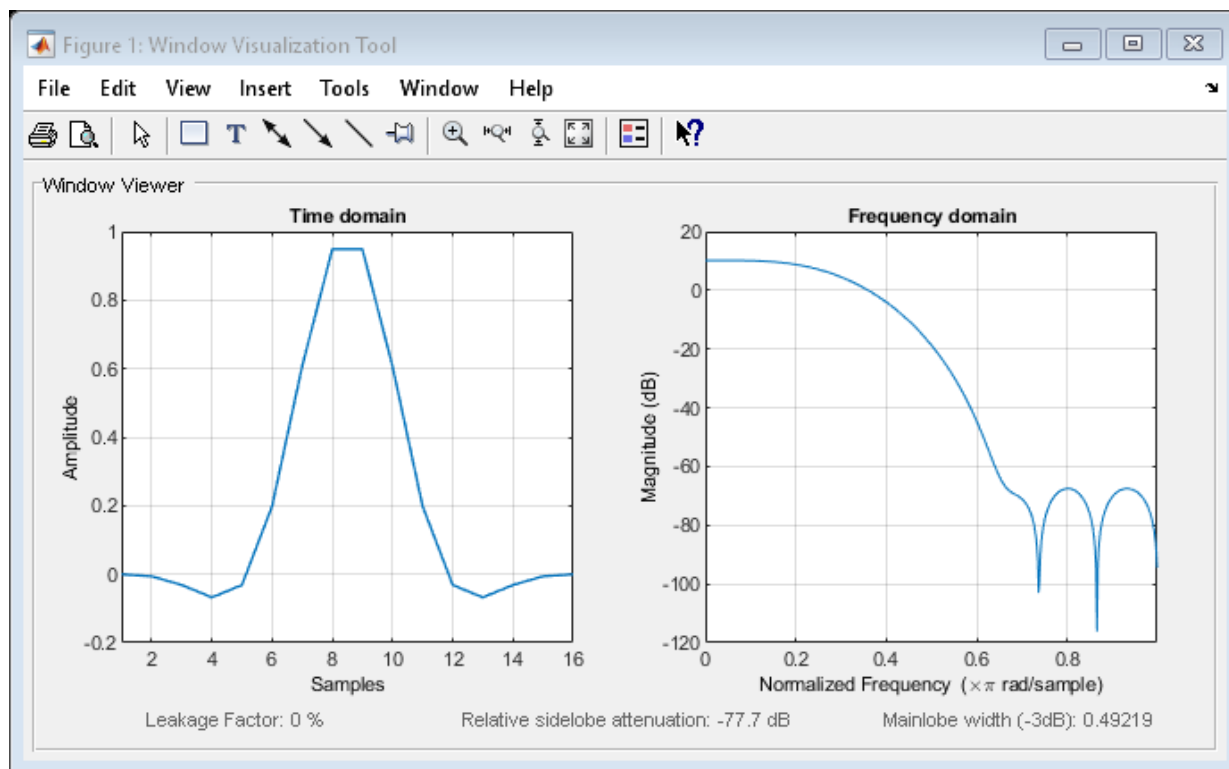 Figure 1: Window Visualization Tool
File Edit View Insert Tools Window Help
T
?
Window Viewer
Time domain
1
0.8
0.6
0.4
0.2
0
-0.2
Amplitude
2 4 6 8 10 12 14 16
Samples
Frequency domain
20
0
-20
-40
-60
-80
-100
-120
Magnitude (dB)
0 0.2 0.4 0.6 0.8
Normalized Frequency (×π rad/sample)
Leakage Factor: 0 % Relative sidelobe attenuation: -77.7 dB Mainlobe width (-3dB): 0.49219